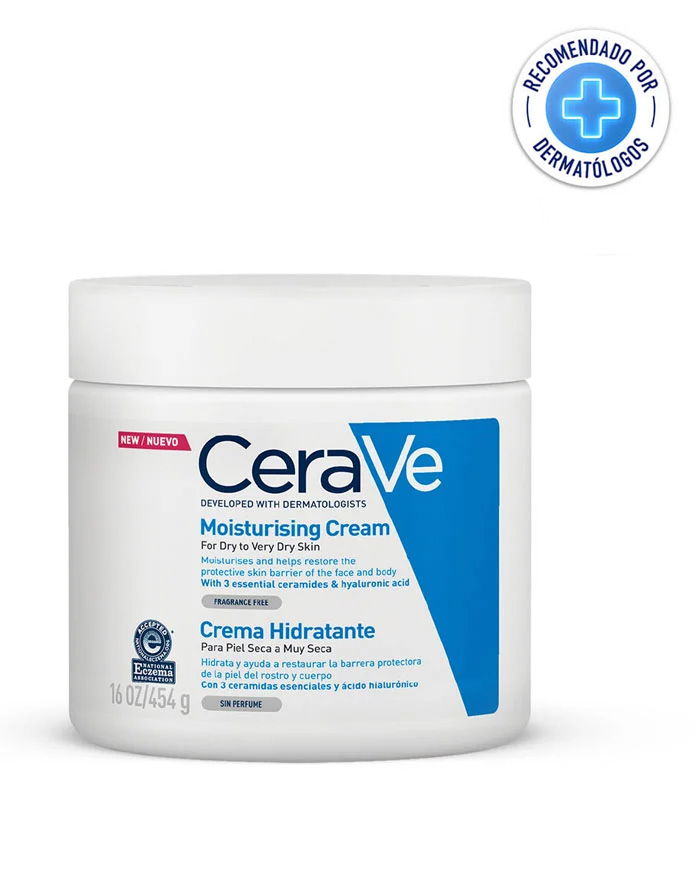 RECOMENDADO POR
DERMATÓLOGOS
NEW / NUEVO
CeraVe
DEVELOPED WITH DERMATOLOGISTS
Moisturising Cream
For Dry to Very Dry Skin
Moisturises and helps restore the
protective skin barrier of the face and body
With 3 essential ceramides & hyaluronic acid
FRAGRANCE FREE
Crema Hidratante
Para Piel Seca a Muy Seca
Hidrata y ayuda a restaurar la barrera protectora
de la piel del rostro y cuerpo
Con 3 ceramidas esenciales y ácido hialurónico
SIN PERFUME
ACCEPTED
e
NATIONALECZEMA.ORG
NATIONAL
Eczema
ASSOCIATION
16 OZ/454 g